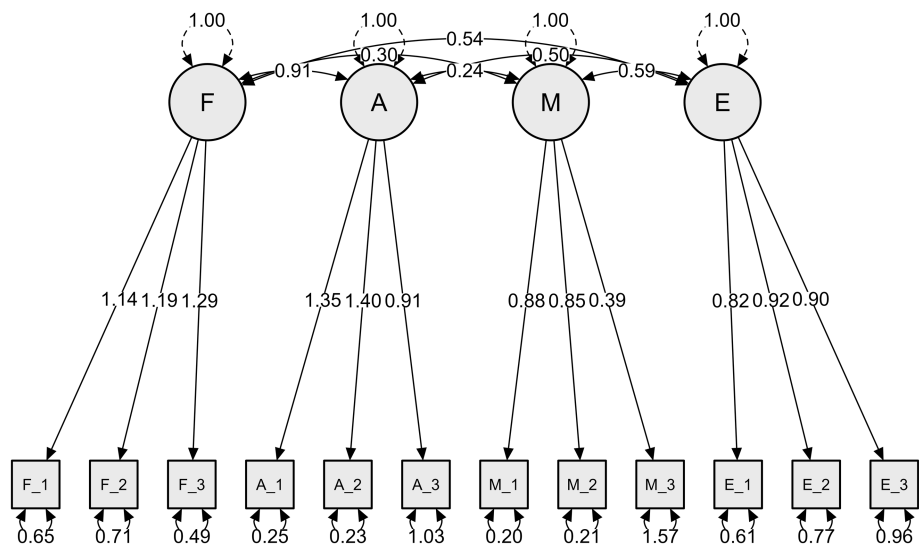 1.00 1.00 1.00 1.00
0.54
0.30 0.50
0.91 0.24 0.59
F A M E
1.14 1.19 1.29 1.35 1.40 0.91 0.88 0.85 0.39 0.82 0.92 0.90
F_1 F_2 F_3 A_1 A_2 A_3 M_1 M_2 M_3 E_1 E_2 E_3
0.65 0.71 0.49 0.25 0.23 1.03 0.20 0.21 1.57 0.61 0.77 0.96